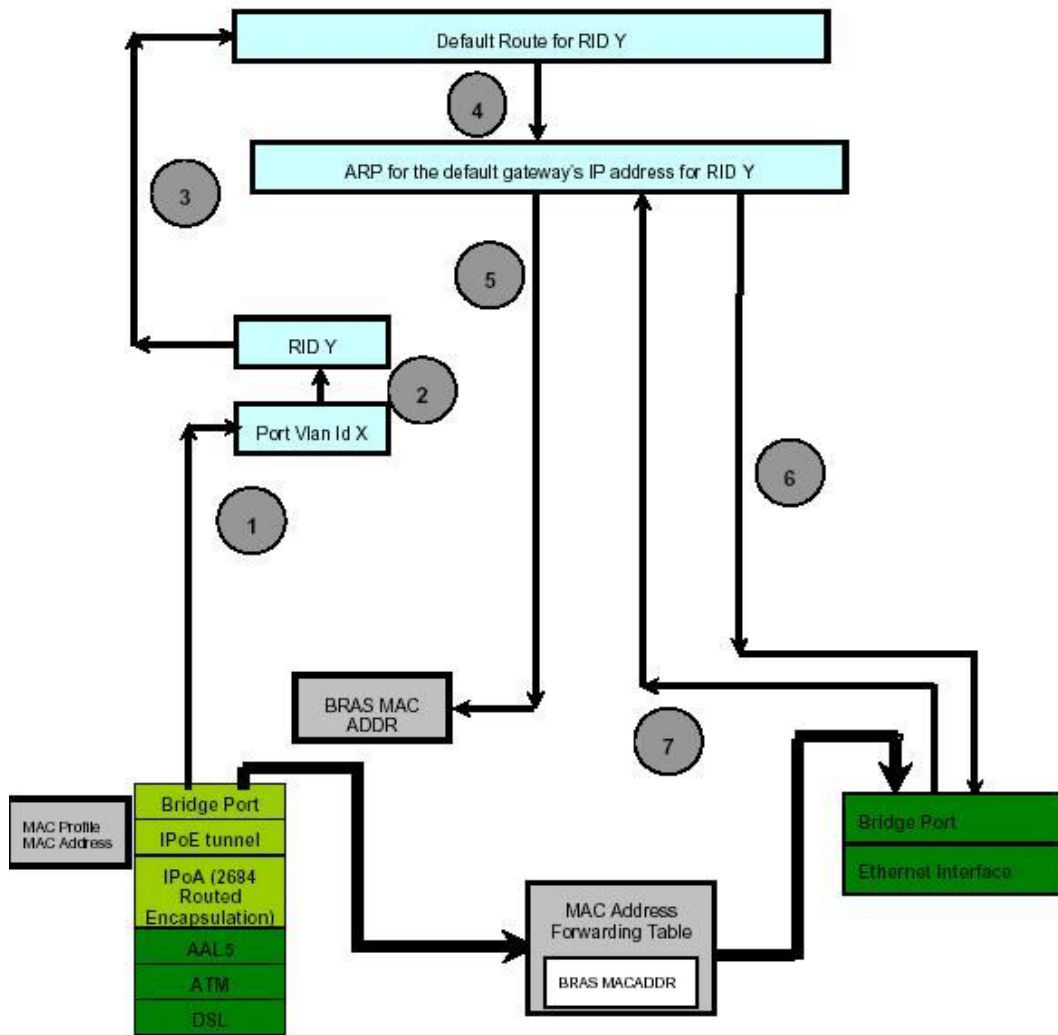 Default Route for RID Y
4
ARP for the default gateway's IP address for RID Y
3
5
RID Y
2
Port Vlan Id X
6
1
BRAS MAC
ADDR
7
MAC Profile
MAC Address
Bridge Port
IPoE tunnel
IPoA (2684
Routed
Encapsulation)
AAL5
ATM
DSL
MAC Address
Forwarding Table
BRAS MACADDR
Bridge Port
Ethernet Interface